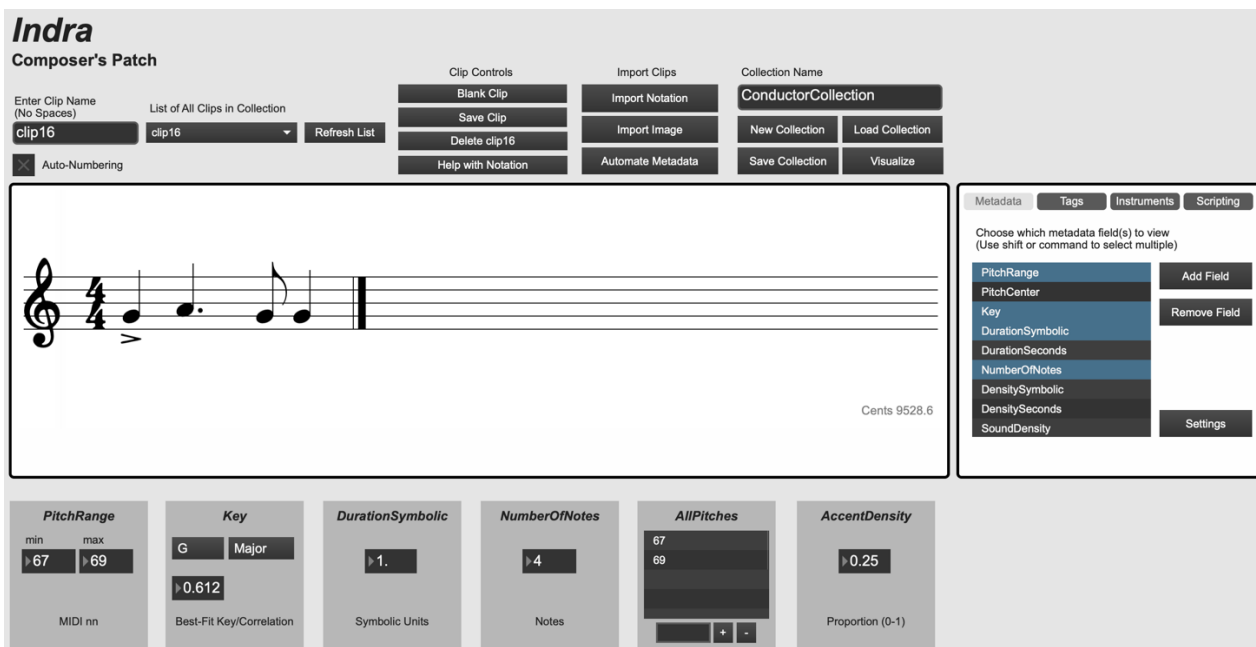 Indra
Composer's Patch
Clip Controls
Import Clips
Collection Name
Enter Clip Name
(No Spaces)
List of All Clips in Collection
clip16
clip16
Refresh List
Auto-Numbering
Blank Clip
Save Clip
Delete clip16
Help with Notation
Import Notation
Import Image
Automate Metadata
ConductorCollection
New Collection
Load Collection
Save Collection
Visualize
4
4
Cents 9528.6
Metadata
Tags
Instruments
Scripting
Choose which metadata field(s) to view
(Use shift or command to select multiple)
PitchRange
PitchCenter
Key
DurationSymbolic
DurationSeconds
NumberOfNotes
DensitySymbolic
DensitySeconds
SoundDensity
Add Field
Remove Field
Settings
PitchRange
min max
67 69
MIDI nn
Key
G Major
0.612
Best-Fit Key/Correlation
DurationSymbolic
1.
Symbolic Units
NumberOfNotes
4
Notes
AllPitches
67
69
+ -
AccentDensity
0.25
Proportion (0-1)